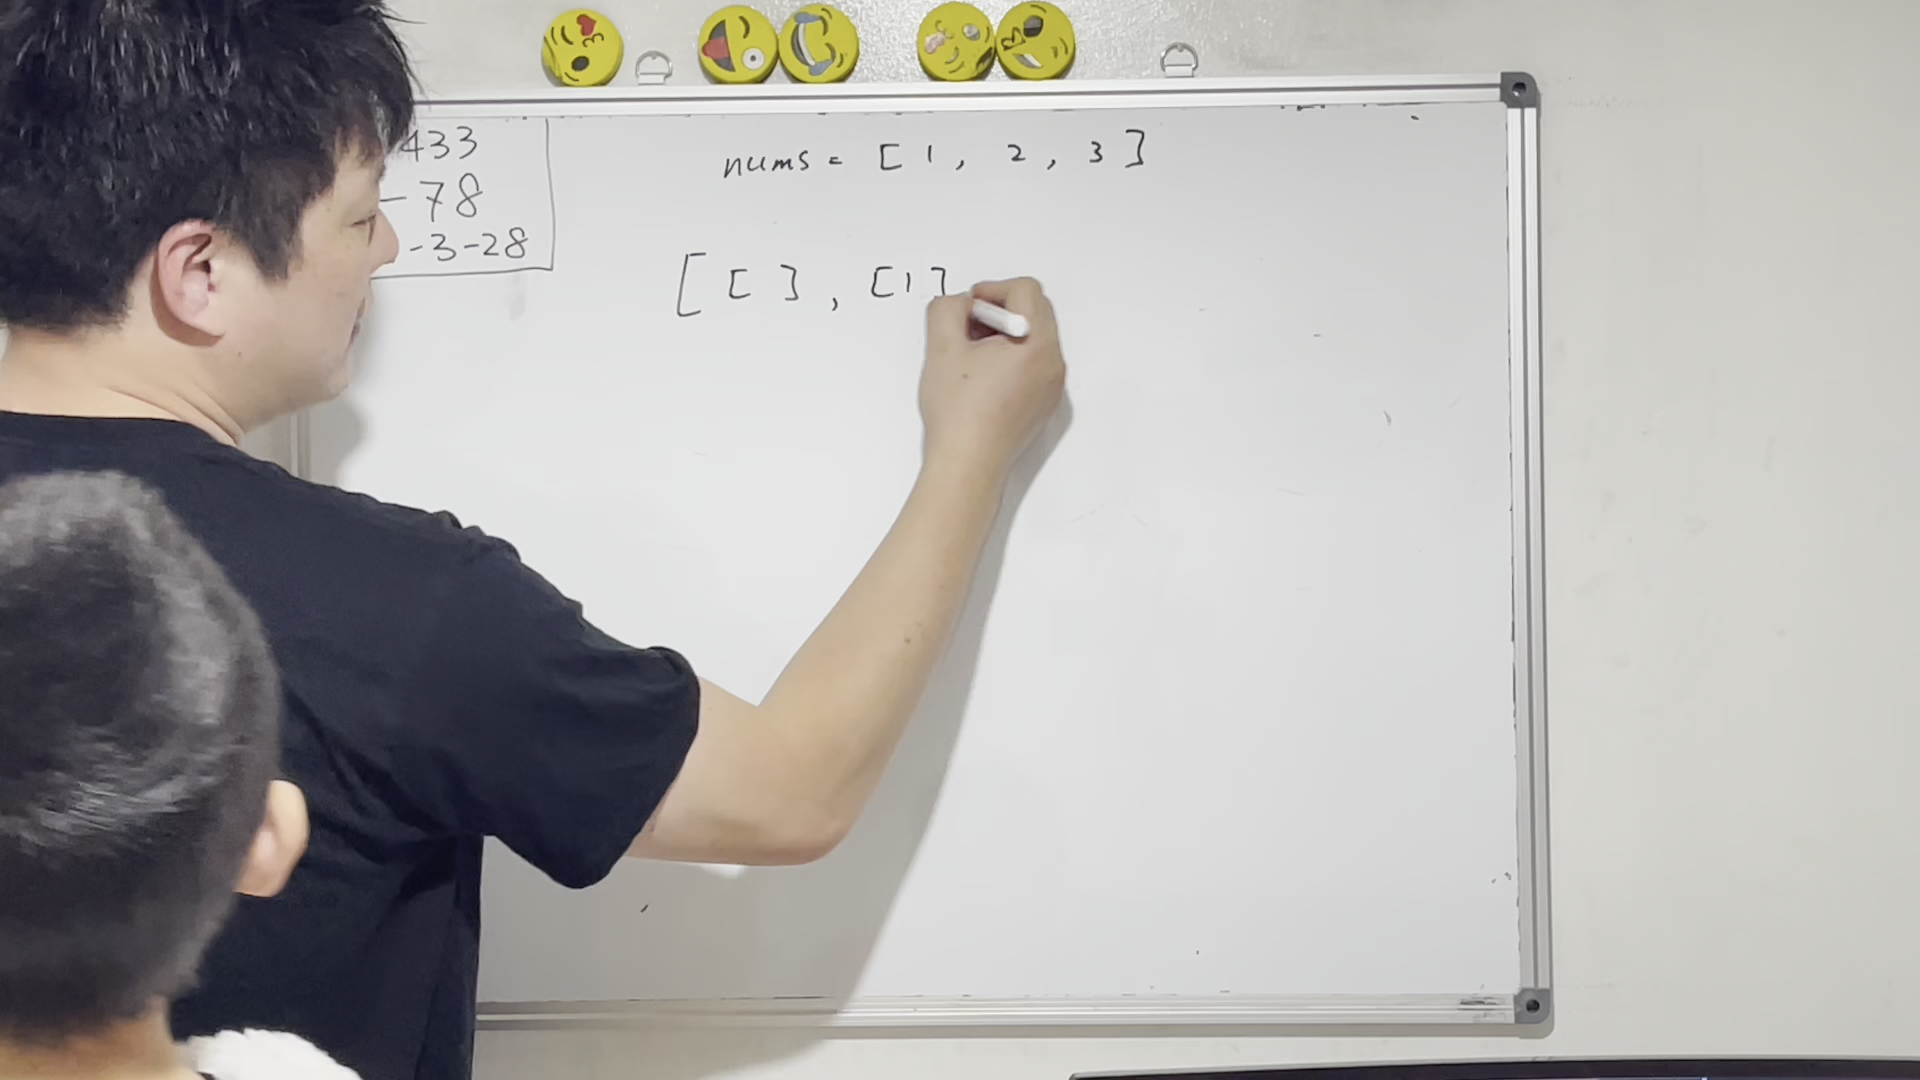 433
-78
-3-28
nums = [ 1 , 2 , 3 ]
[ [ ] , [ 1 ]